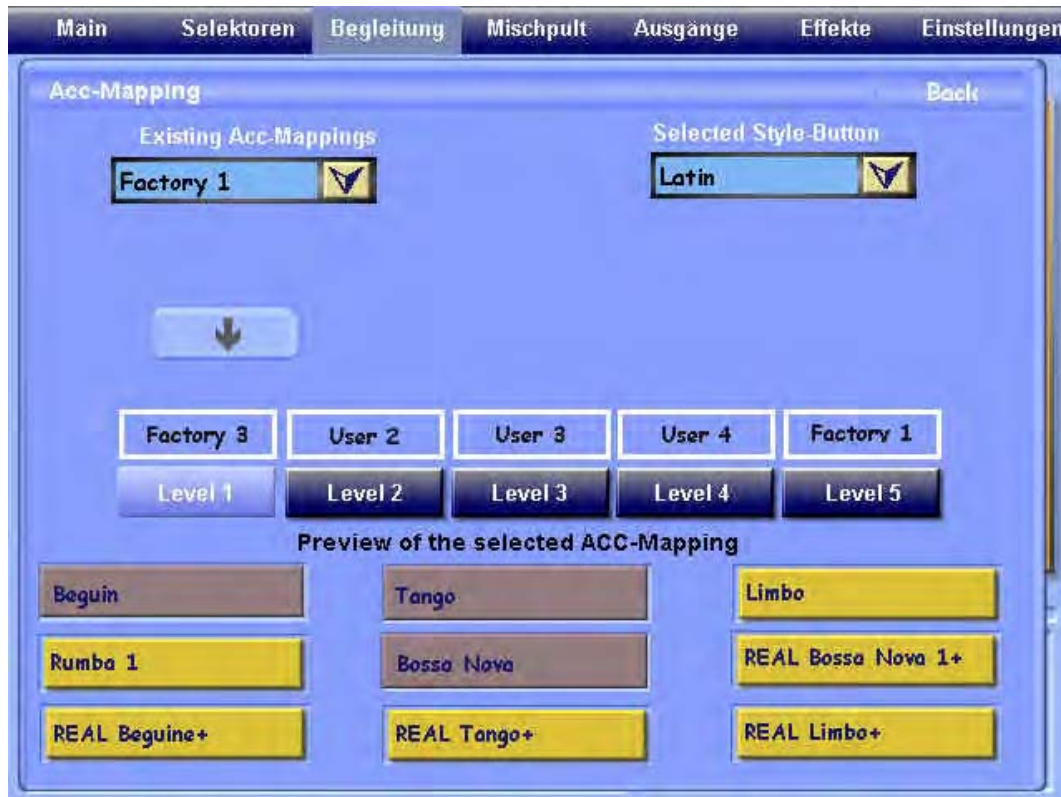 Main Selektoren Begleitung Mischpult Ausgänge Effekte Einstellungen
Acc-Mapping Back
Existing Acc-Mappings Selected Style-Button
Factory 1 Latin
Factory 3 User 2 User 3 User 4 Factory 1
Level 1 Level 2 Level 3 Level 4 Level 5
Preview of the selected ACC-Mapping
Beguin Tango Limbo
Rumba 1 Bossa Nova REAL Bossa Nova 1+
REAL Beguine+ REAL Tango+ REAL Limbo+